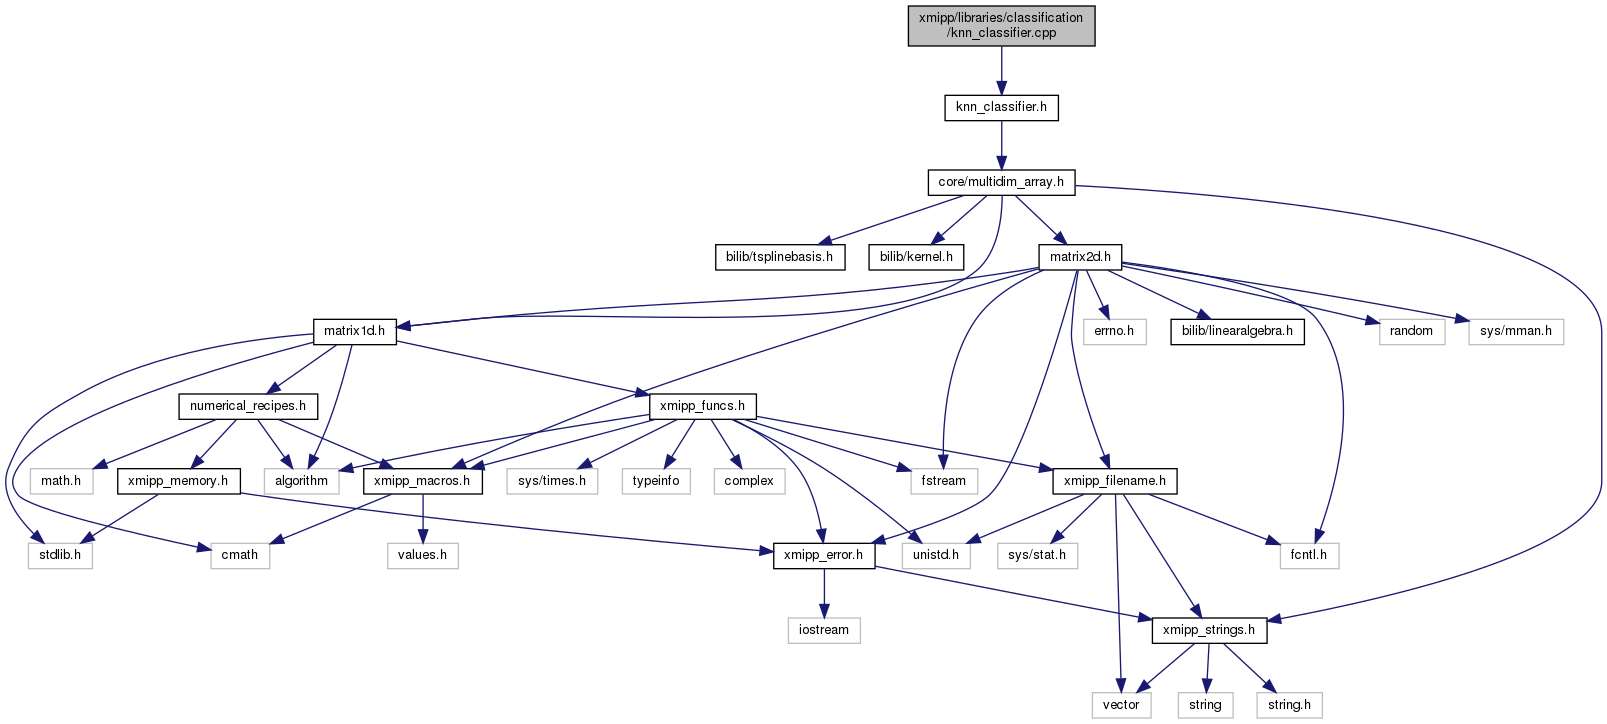 xmipp/libraries/classification
/knn_classifier.cpp
knn_classifier.h
core/multidim_array.h
bilib/tsplinebasis.h
bilib/kernel.h
matrix2d.h
matrix1d.h
errno.h
bilib/linearalgebra.h
random
sys/mman.h
numerical_recipes.h
xmipp_funcs.h
math.h
xmipp_memory.h
algorithm
xmipp_macros.h
sys/times.h
typeinfo
complex
fstream
xmipp_filename.h
stdlib.h
cmath
values.h
xmipp_error.h
unistd.h
sys/stat.h
fcntl.h
iostream
xmipp_strings.h
vector
string
string.h